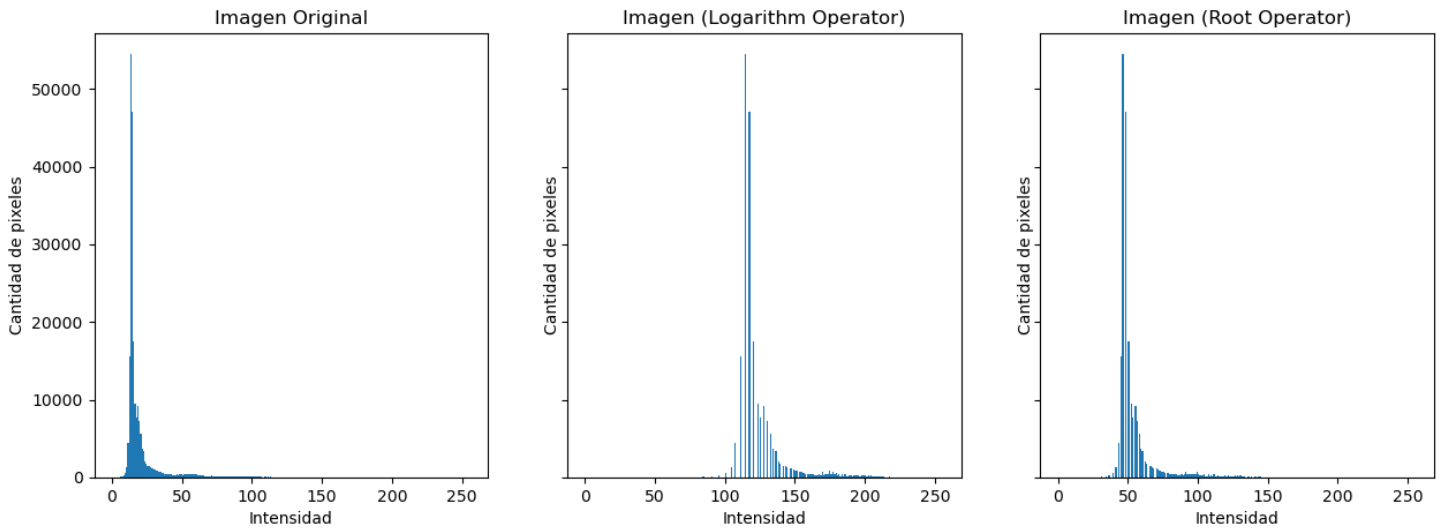 Imagen Original
Cantidad de pixeles
50000
40000
30000
20000
10000
0
0 50 100 150 200 250
Intensidad
Imagen (Logarithm Operator)
Cantidad de pixeles
0 50 100 150 200 250
Intensidad
Imagen (Root Operator)
Cantidad de pixeles
0 50 100 150 200 250
Intensidad